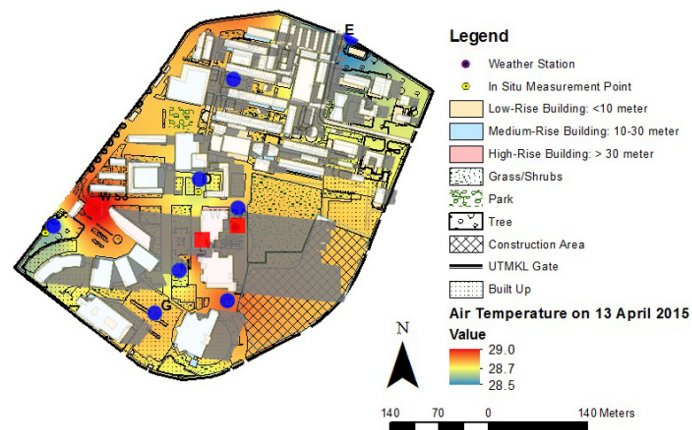 E
Legend
Weather Station
In Situ Measurement Point
Low-Rise Building: <10 meter
Medium-Rise Building: 10-30 meter
High-Rise Building: > 30 meter
Grass/Shrubs
Park
Tree
Construction Area
UTMKL Gate
Built Up
Air Temperature on 13 April 2015
Value
29.0
28.7
28.5
G
N
140 70 0 140 Meters